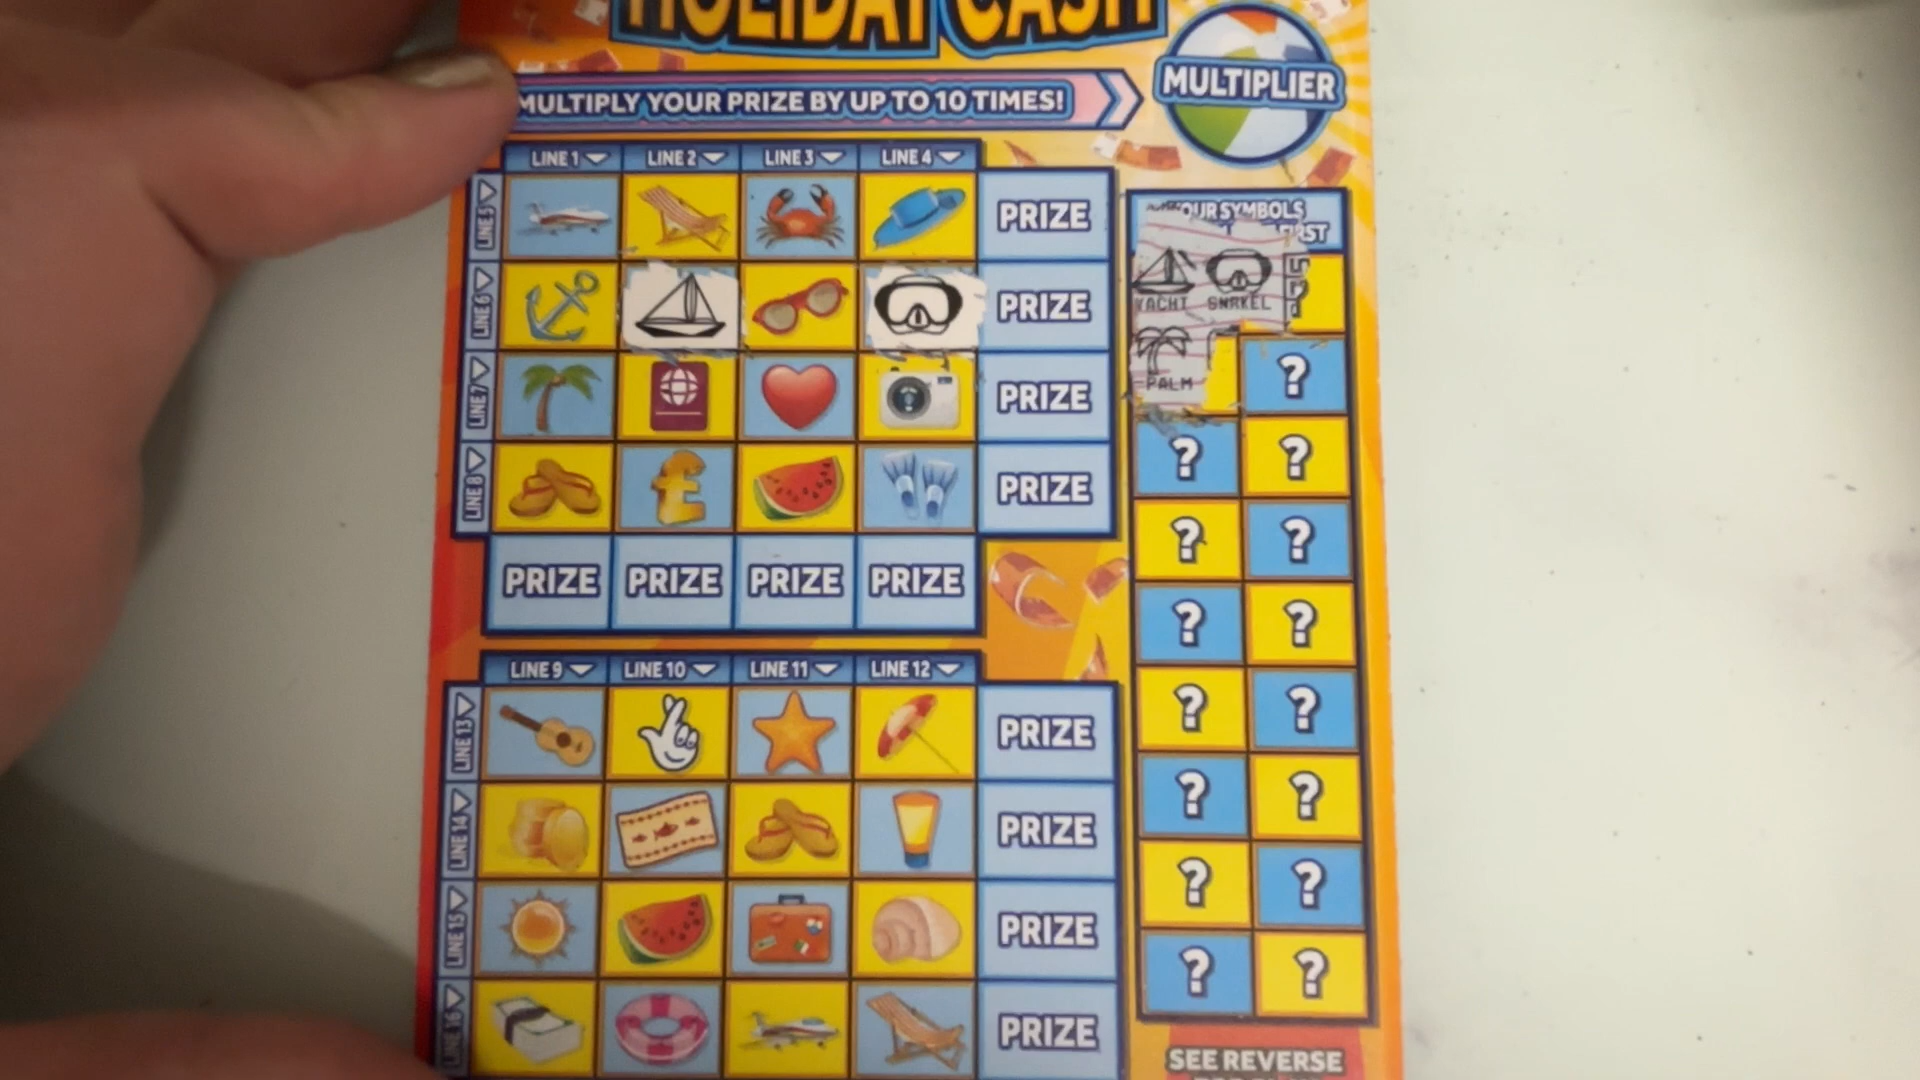 HOLIDAY CASH
MULTIPLY YOUR PRIZE BY UP TO 10 TIMES!
MULTIPLIER
LINE 1 LINE 2 LINE 3 LINE 4
LINE 5 PRIZE
LINE 6 PRIZE
LINE 7 PRIZE
LINE 8 £ PRIZE
PRIZE PRIZE PRIZE PRIZE
LINE 9 LINE 10 LINE 11 LINE 12
LINE 13 PRIZE
LINE 14 PRIZE
LINE 15 PRIZE
LINE 16 PRIZE
SYMBOLS
YACHT SNRKEL ?
PALM ?
? ?
? ?
? ?
? ?
? ?
? ?
? ?
SEE REVERSE